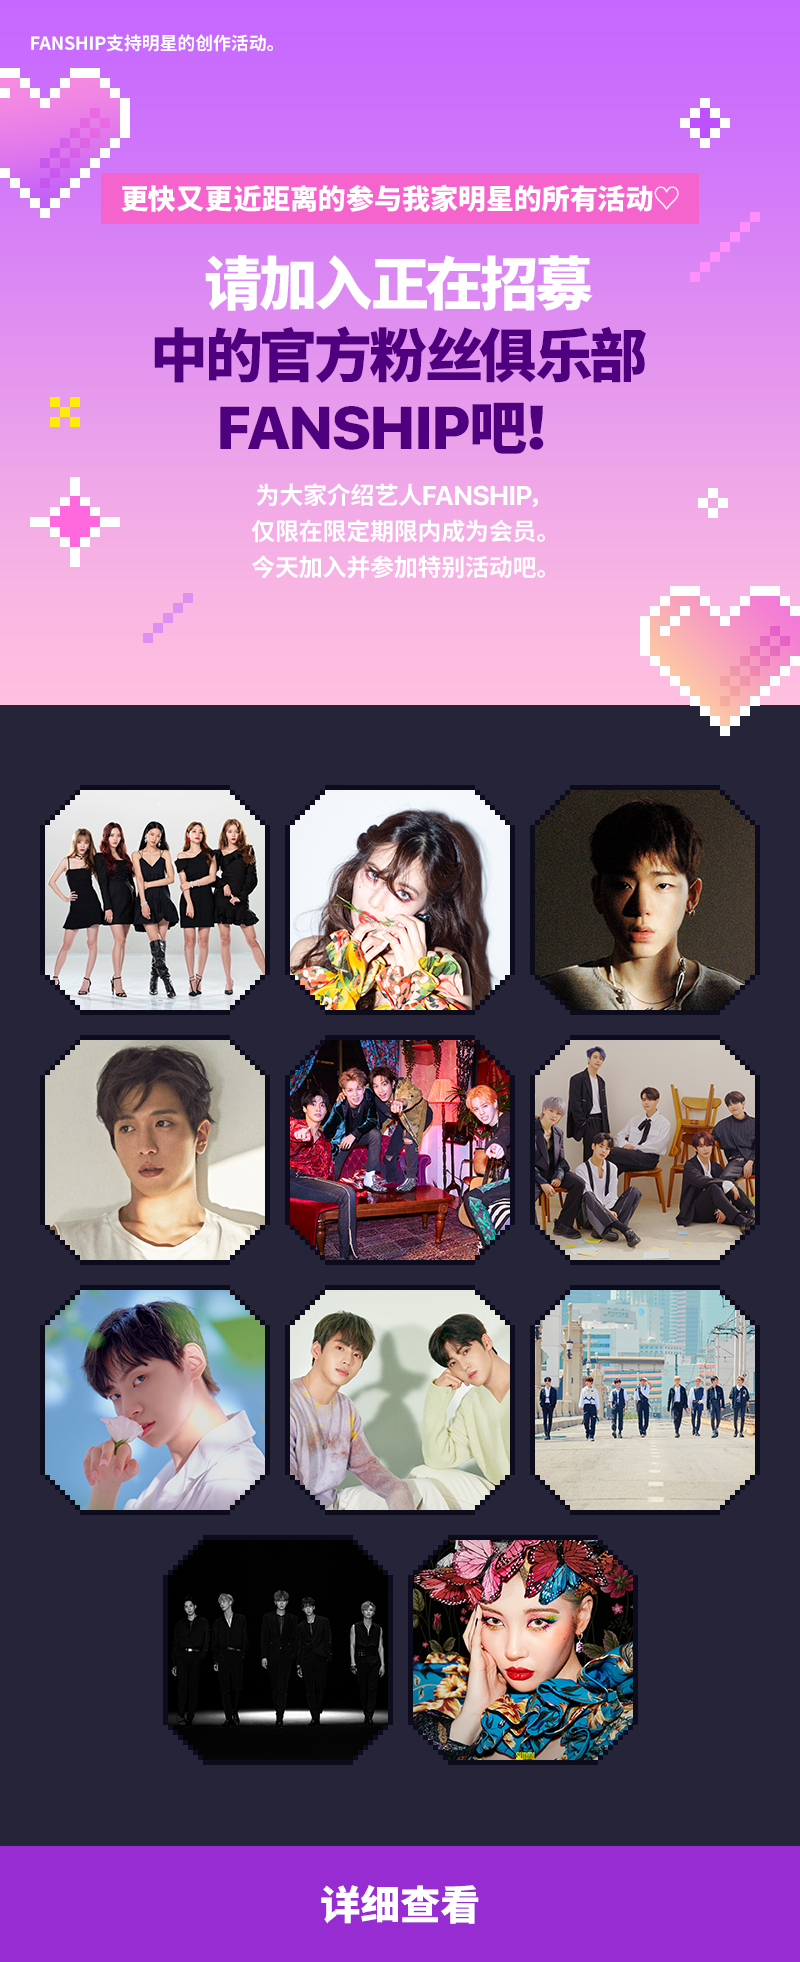 FANSHIP支持明星的创作活动。
更快又更近距离的参与我家明星的所有活动♡
请加入正在招募
中的官方粉丝俱乐部
FANSHIP吧!
为大家介绍艺人FANSHIP,
仅限在限定期限内成为会员。
今天加入并参加特别活动吧。
详细查看